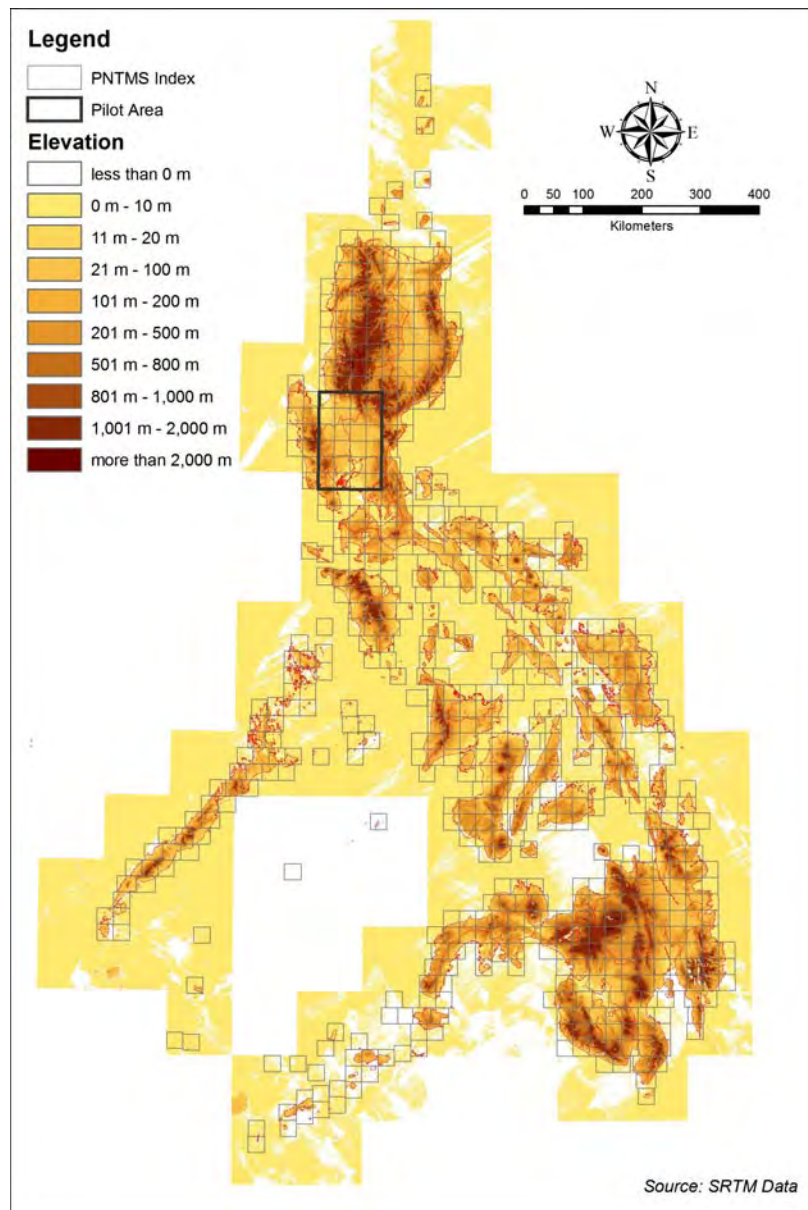 Legend
PNTMS Index
Pilot Area
Elevation
less than 0 m
0 m - 10 m
11 m - 20 m
21 m - 100 m
101 m - 200 m
201 m - 500 m
501 m - 800 m
801 m - 1,000 m
1,001 m - 2,000 m
more than 2,000 m
N
W E
S
0 50 100 200 300 400
Kilometers
Source: SRTM Data